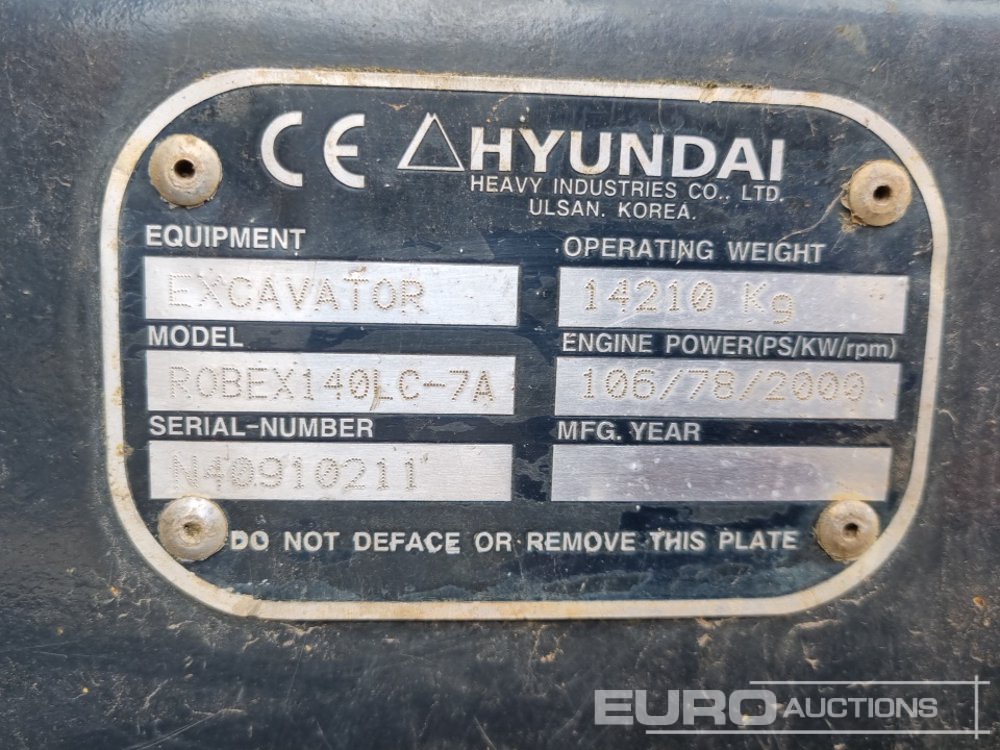 CE HYUNDAI
HEAVY INDUSTRIES CO., LTD.
ULSAN. KOREA.
EQUIPMENT
EXCAVATOR
OPERATING WEIGHT
14210 Kg
MODEL
ROBEX140LC-7A
ENGINE POWER(PS/KW/rpm)
106/78/2000
SERIAL-NUMBER
N40910211
MFG. YEAR
DO NOT DEFACE OR REMOVE THIS PLATE
EURO AUCTIONS